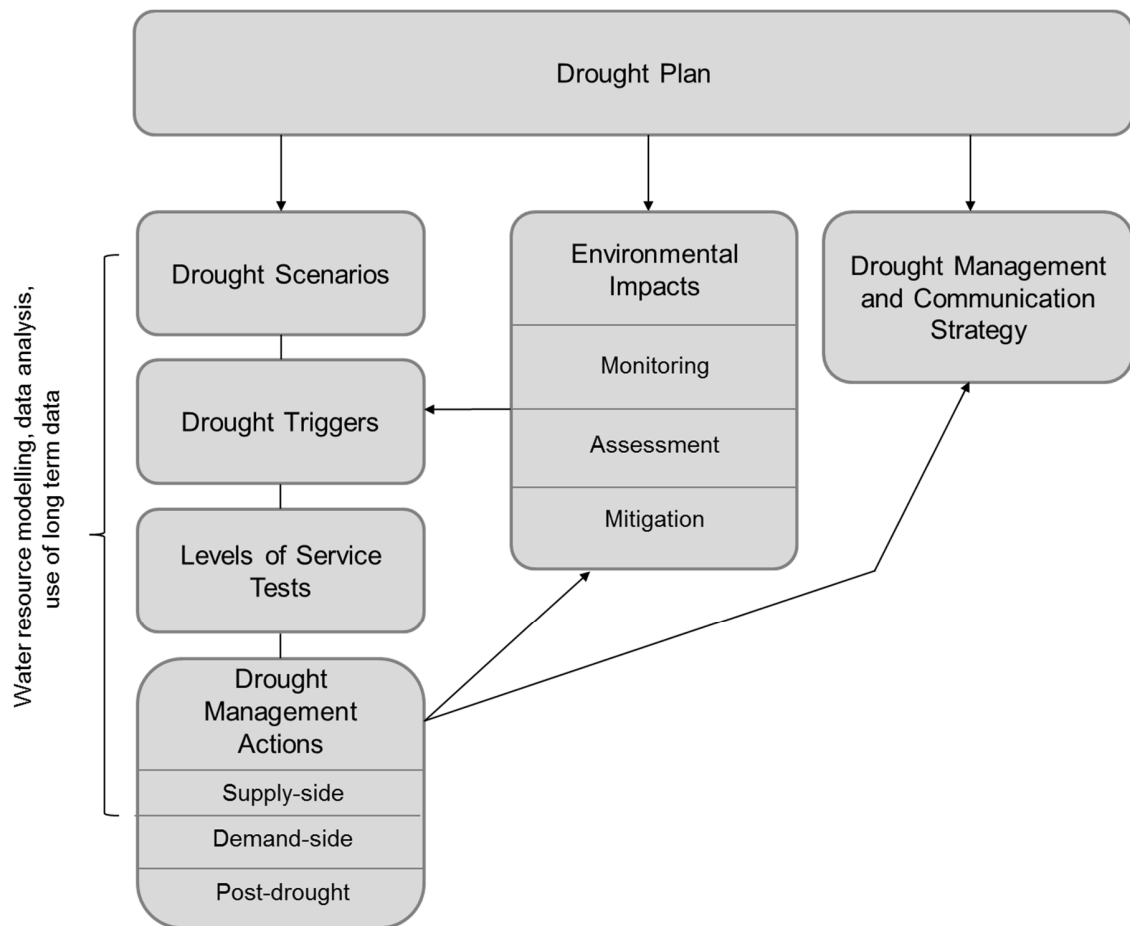 Drought Plan
Drought Scenarios
Environmental
Impacts
Drought Management
and Communication
Strategy
Monitoring
Drought Triggers
Assessment
Mitigation
Levels of Service
Tests
Drought
Management
Actions
Supply-side
Demand-side
Post-drought
Water resource modelling, data analysis,
use of long term data